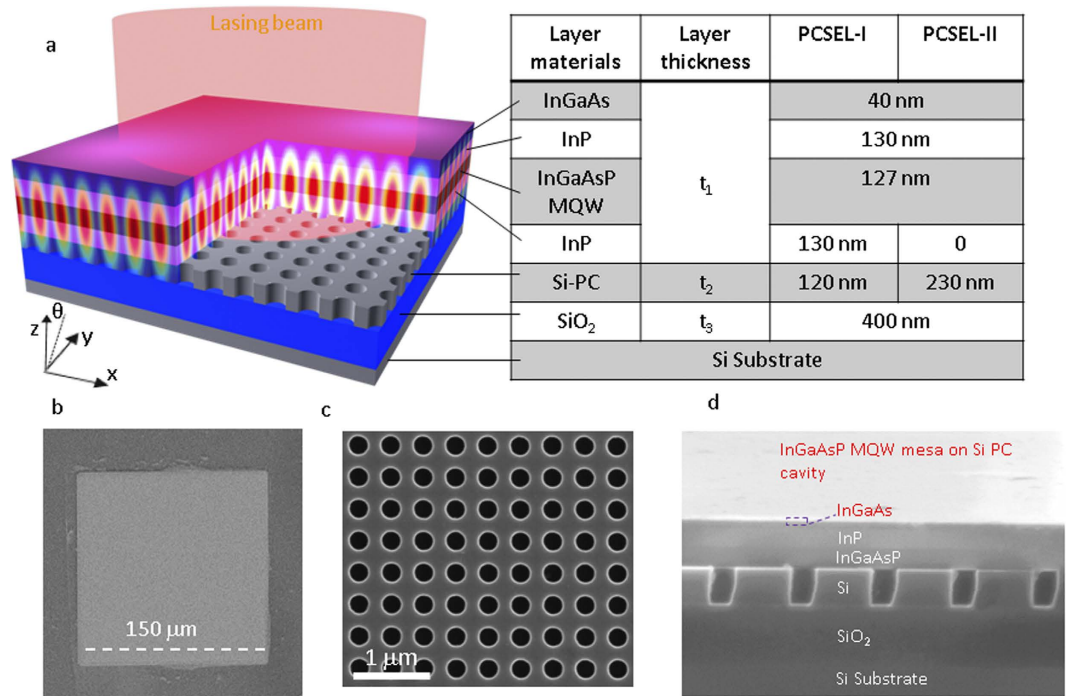 a
Lasing beam
z
θ
y
x
Layer materials | Layer thickness | PCSEL-I | PCSEL-II
InGaAs | t₁ | 40 nm
InP | 130 nm
InGaAsP MQW | 127 nm
InP | 130 nm | 0
Si-PC | t₂ | 120 nm | 230 nm
SiO₂ | t₃ | 400 nm
Si Substrate
b
150 μm
c
1 μm
d
InGaAsP MQW mesa on Si PC
cavity
InGaAs
InP
InGaAsP
Si
SiO₂
Si Substrate